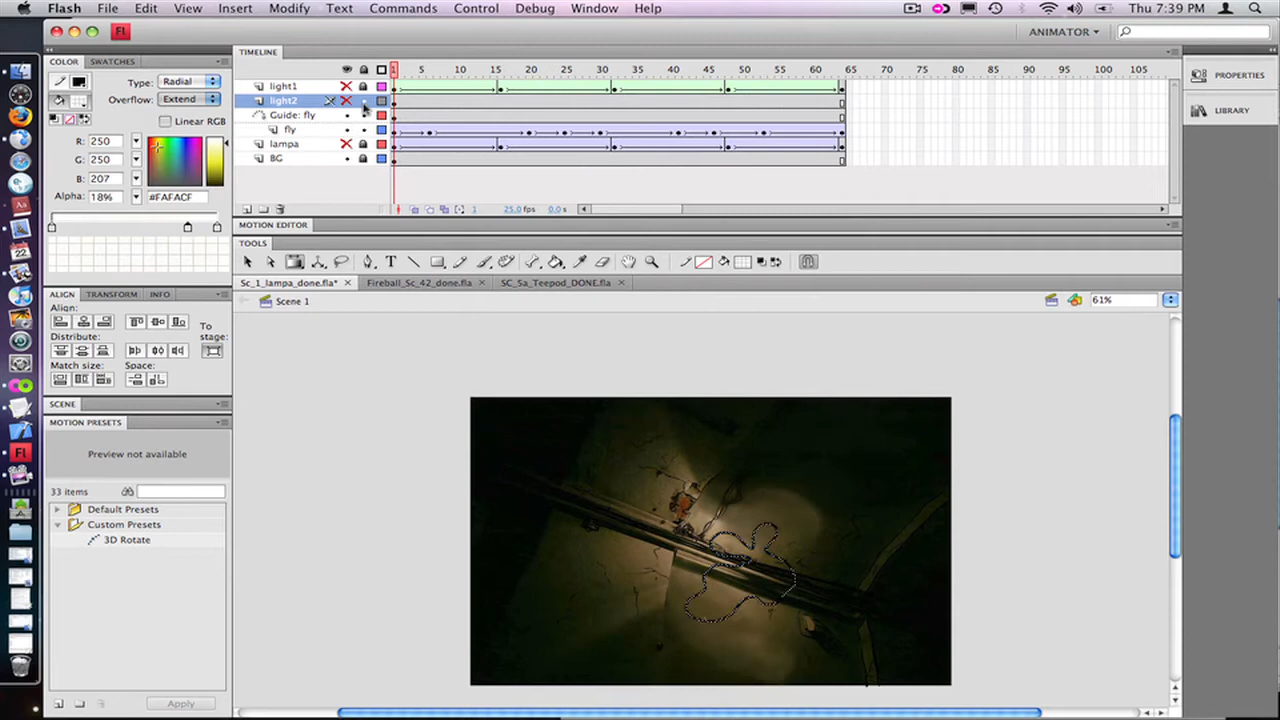 Flash File Edit View Insert Modify Text Commands Control Debug Window Help Thu 7:39 PM
Fl ANIMATOR
COLOR SWATCHES
Type: Radial
Overflow: Extend
Linear RGB
R: 250
G: 250
B: 207
Alpha: 18% #FAFACF
ALIGN TRANSFORM INFO
Align:
To stage:
Distribute:
Match size: Space:
SCENE
MOTION PRESETS
Preview not available
33 items
Default Presets
Custom Presets
3D Rotate
Apply
TIMELINE
1 5 10 15 20 25 30 35 40 45 50 55 60 65 70 75 80 85 90 95 100 105
light1
light2
Guide: fly
fly
lampa
BG
1 25.0 fps 0.0 s
MOTION EDITOR
TOOLS
T
Sc_1_lampa_done.fla* Fireball_Sc_42_done.fla SC_5a_Teepod_DONE.fla
Scene 1 61%
PROPERTIES
LIBRARY
Aa
22
Fl